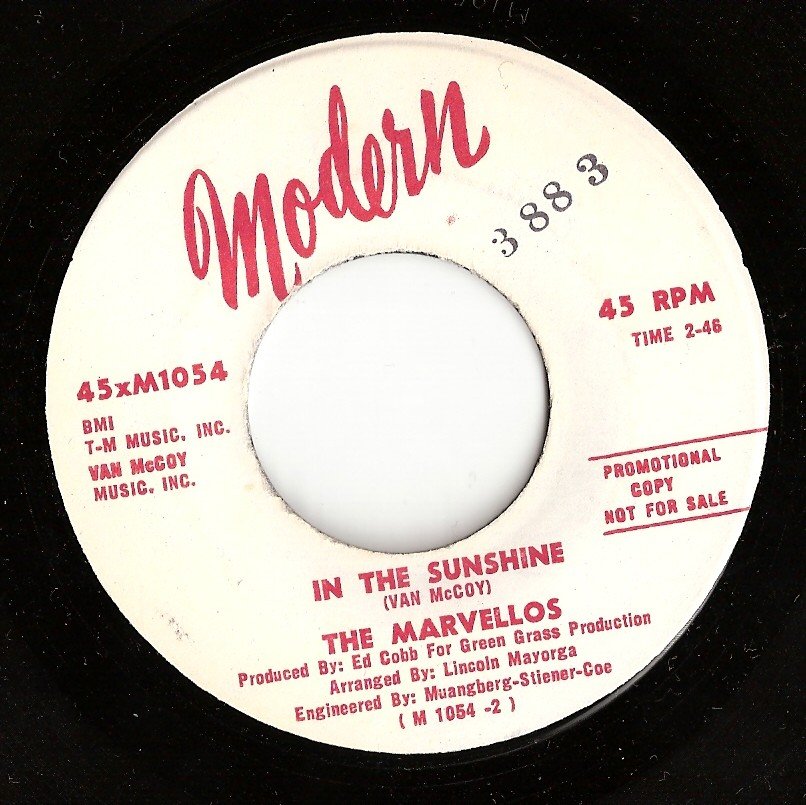 Modern
3883
45 RPM
TIME 2-46
45xM1054
BMI
T-M MUSIC, INC.
VAN McCOY
MUSIC, INC.
PROMOTIONAL
COPY
NOT FOR SALE
IN THE SUNSHINE
(VAN McCOY)
THE MARVELLOS
Produced By: Ed Cobb For Green Grass Production
Arranged By: Lincoln Mayorga
Engineered By: Muangberg-Stiener-Coe
( M 1054 -2 )